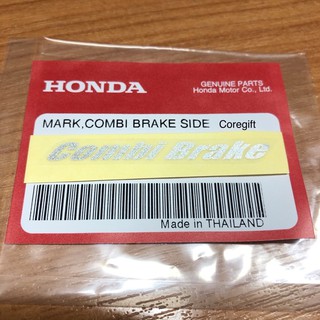 HONDA
GENUINE PARTS
Honda Motor Co., Ltd.
MARK,COMBI BRAKE SIDE Coregift
Combi Brake
Made in THAILAND